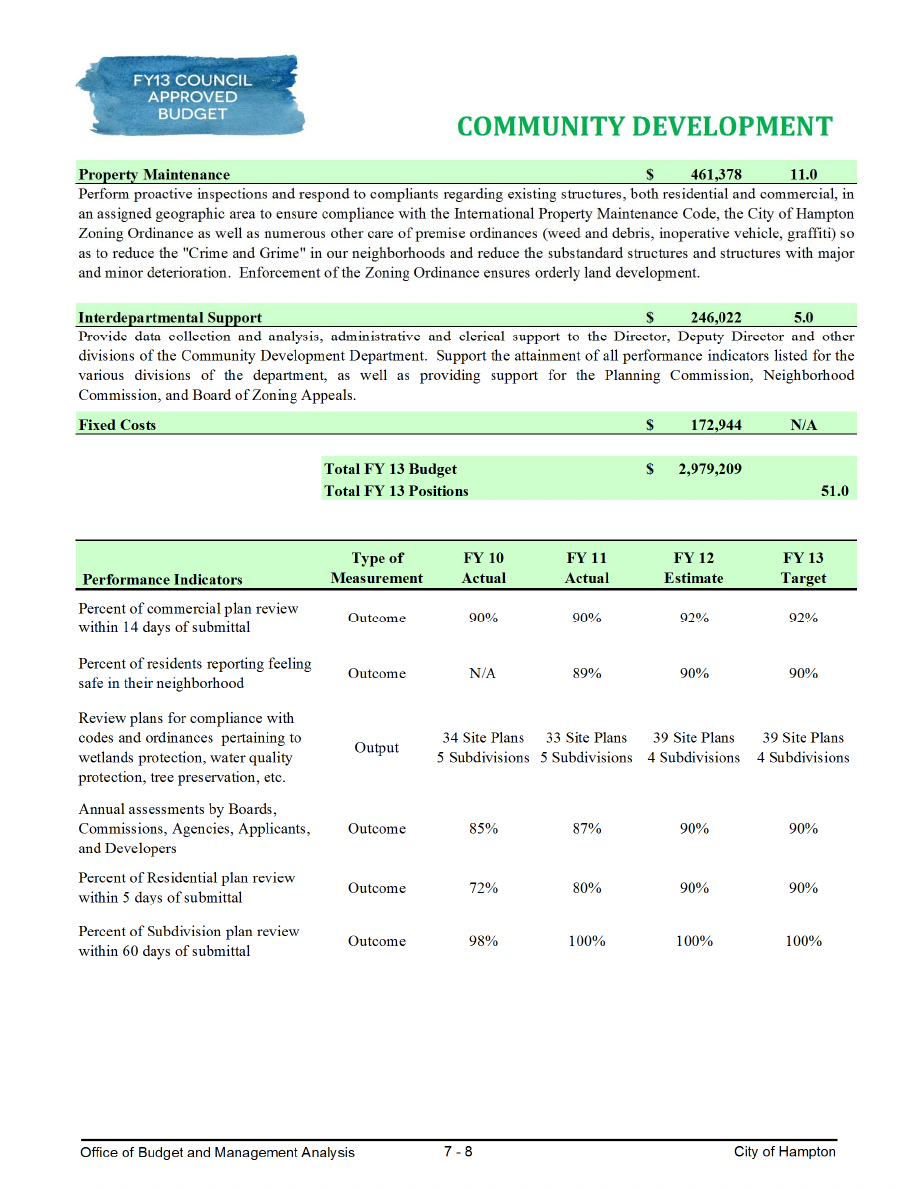 FY13 COUNCIL
APPROVED
BUDGET
COMMUNITY DEVELOPMENT
Property Maintenance $ 461,378 11.0
Perform proactive inspections and respond to compliants regarding existing structures, both residential and commercial, in
an assigned geographic area to ensure compliance with the International Property Maintenance Code, the City of Hampton
Zoning Ordinance as well as numerous other care of premise ordinances (weed and debris, inoperative vehicle, graffiti) so
as to reduce the "Crime and Grime" in our neighborhoods and reduce the substandard structures and structures with major
and minor deterioration. Enforcement of the Zoning Ordinance ensures orderly land development.
Interdepartmental Support $ 246,022 5.0
Provide data collection and analysis, administrative and clerical support to the Director, Deputy Director and other
divisions of the Community Development Department. Support the attainment of all performance indicators listed for the
various divisions of the department, as well as providing support for the Planning Commission, Neighborhood
Commission, and Board of Zoning Appeals.
Fixed Costs $ 172,944 N/A
Total FY 13 Budget $ 2,979,209
Total FY 13 Positions 51.0
Performance Indicators Type of Measurement FY 10 Actual FY 11 Actual FY 12 Estimate FY 13 Target
Percent of commercial plan review
within 14 days of submittal Outcome 90% 90% 92% 92%
Percent of residents reporting feeling
safe in their neighborhood Outcome N/A 89% 90% 90%
Review plans for compliance with
codes and ordinances pertaining to
wetlands protection, water quality
protection, tree preservation, etc. Output 34 Site Plans 5 Subdivisions 33 Site Plans 5 Subdivisions 39 Site Plans 4 Subdivisions 39 Site Plans 4 Subdivisions
Annual assessments by Boards,
Commissions, Agencies, Applicants,
and Developers Outcome 85% 87% 90% 90%
Percent of Residential plan review
within 5 days of submittal Outcome 72% 80% 90% 90%
Percent of Subdivision plan review
within 60 days of submittal Outcome 98% 100% 100% 100%
Office of Budget and Management Analysis 7 - 8 City of Hampton